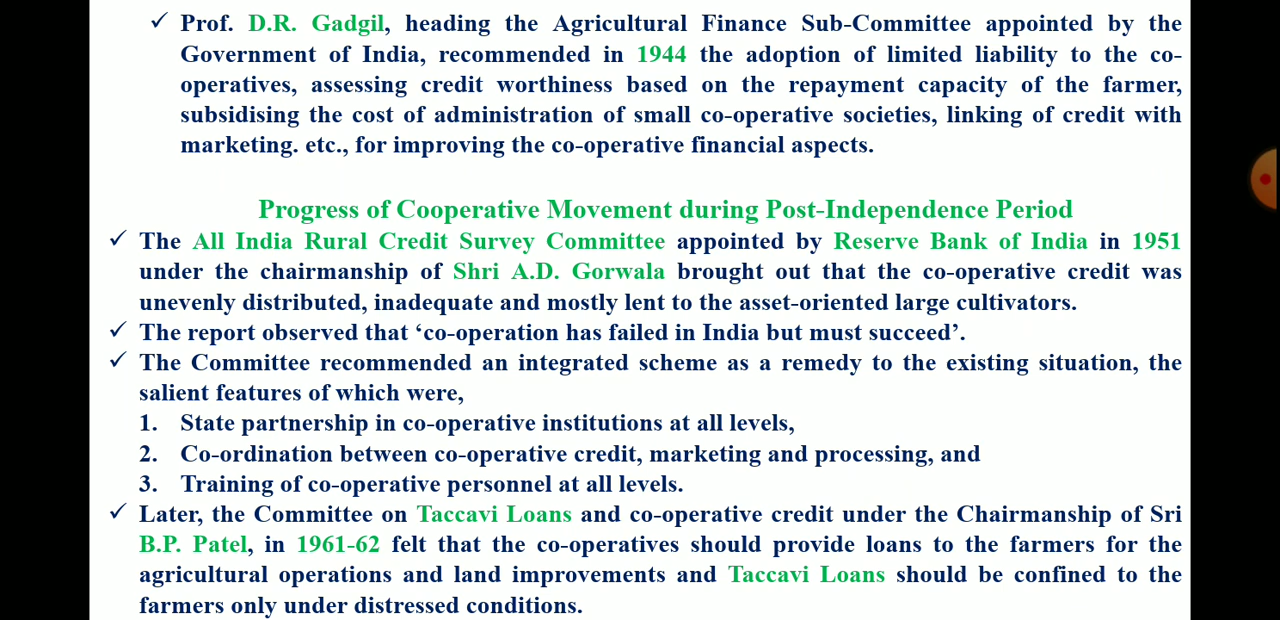 ✓ Prof. D.R. Gadgil, heading the Agricultural Finance Sub-Committee appointed by the
Government of India, recommended in 1944 the adoption of limited liability to the co-
operatives, assessing credit worthiness based on the repayment capacity of the farmer,
subsidising the cost of administration of small co-operative societies, linking of credit with
marketing. etc., for improving the co-operative financial aspects.
Progress of Cooperative Movement during Post-Independence Period
✓ The All India Rural Credit Survey Committee appointed by Reserve Bank of India in 1951
under the chairmanship of Shri A.D. Gorwala brought out that the co-operative credit was
unevenly distributed, inadequate and mostly lent to the asset-oriented large cultivators.
✓ The report observed that ‘co-operation has failed in India but must succeed’.
✓ The Committee recommended an integrated scheme as a remedy to the existing situation, the
salient features of which were,
1. State partnership in co-operative institutions at all levels,
2. Co-ordination between co-operative credit, marketing and processing, and
3. Training of co-operative personnel at all levels.
✓ Later, the Committee on Taccavi Loans and co-operative credit under the Chairmanship of Sri
B.P. Patel, in 1961-62 felt that the co-operatives should provide loans to the farmers for the
agricultural operations and land improvements and Taccavi Loans should be confined to the
farmers only under distressed conditions.